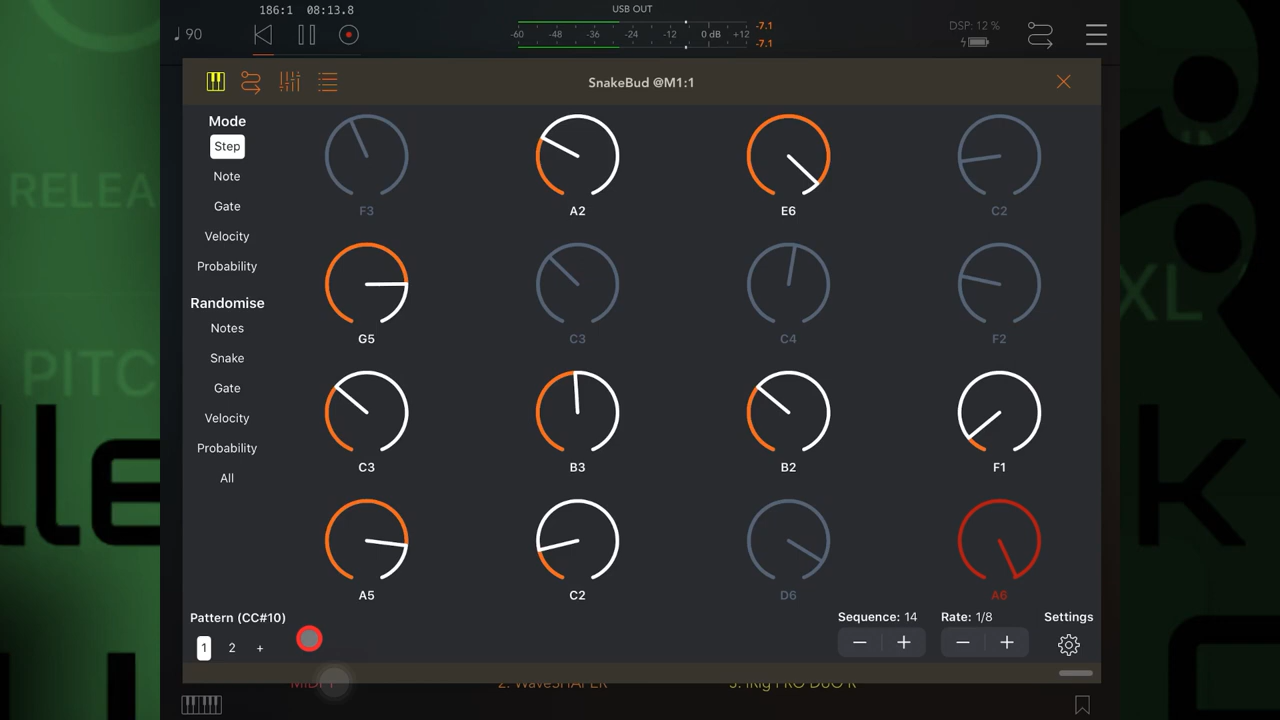 186:1 08:13.8
USB OUT
♩90
-60 -48 -36 -24 -12 0 dB +12
-7.1
-7.1
DSP: 12 %
SnakeBud @M1:1
Mode
Step
Note
Gate
Velocity
Probability
Randomise
Notes
Snake
Gate
Velocity
Probability
All
F3 A2 E6 C2
G5 C3 C4 F2
C3 B3 B2 F1
A5 C2 D6 A6
Pattern (CC#10)
1 2 +
Sequence: 14
− +
Rate: 1/8
− +
Settings
RELEA
PITC
XL